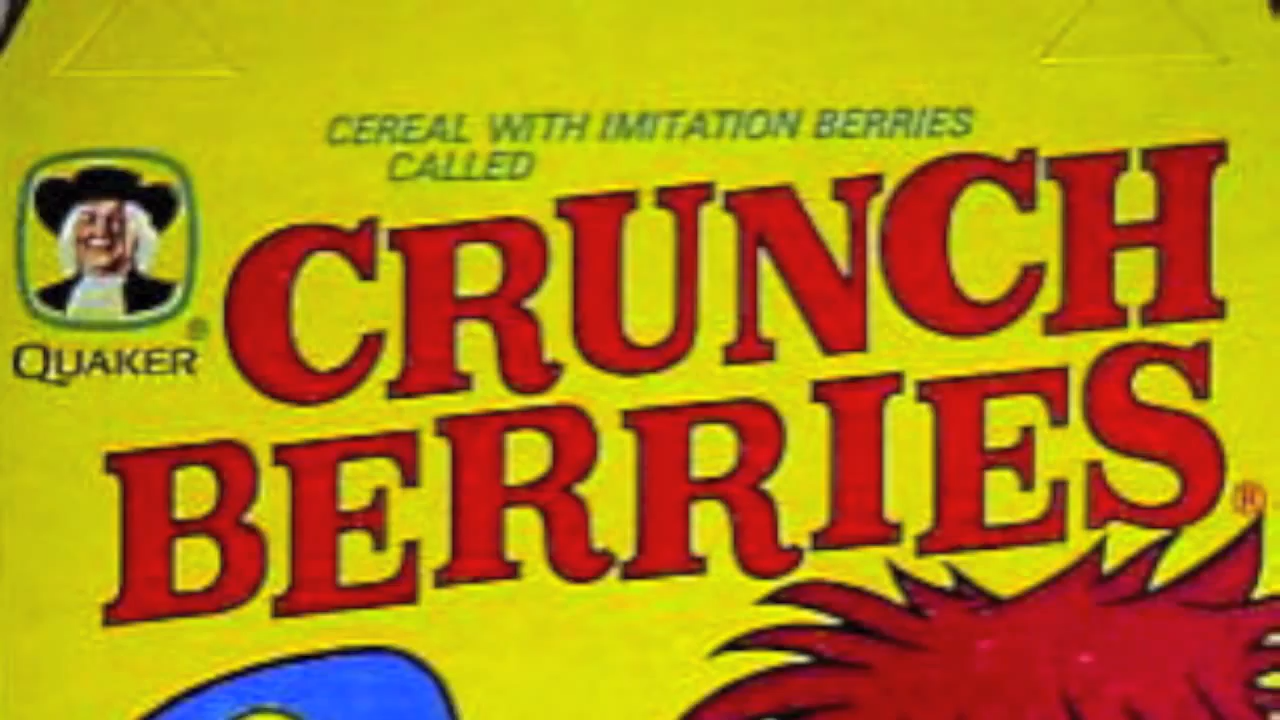 CEREAL WITH IMITATION BERRIES
CALLED
CRUNCH
BERRIES®
®
QUAKER